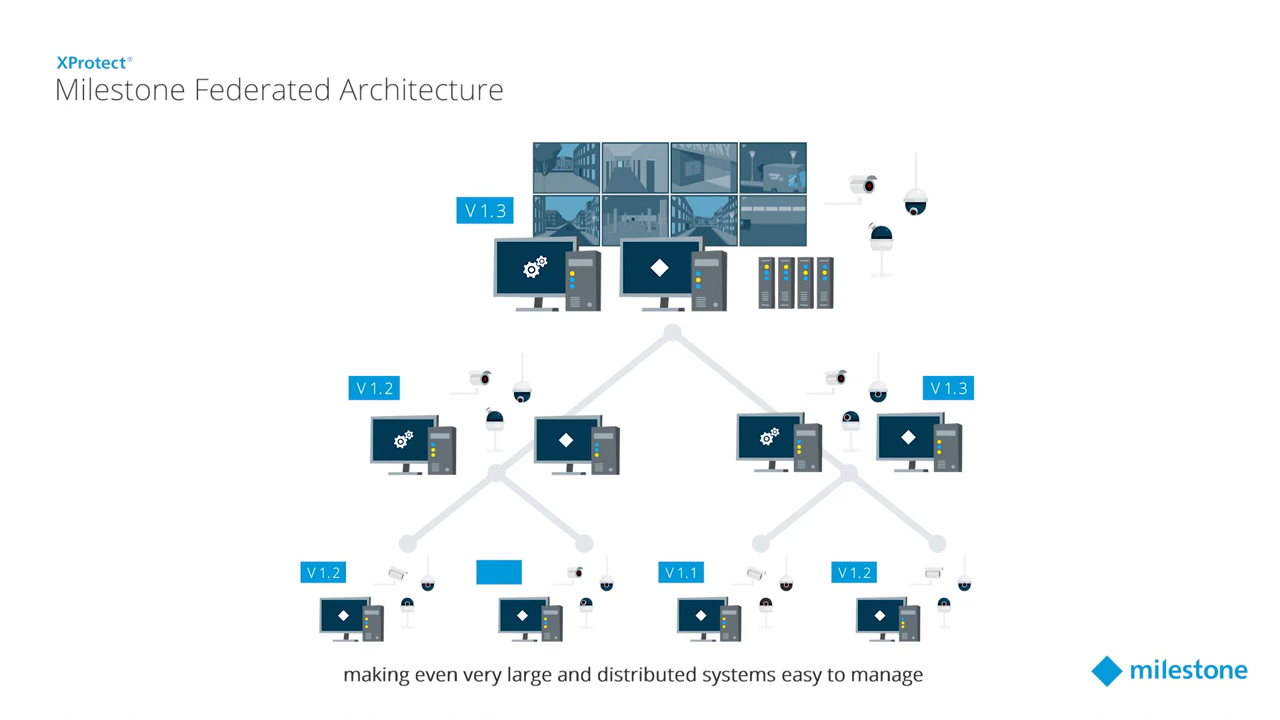 XProtect®
Milestone Federated Architecture
COMPANY
V 1.3
V 1.2
V 1.3
V 1.2
V 1.1
V 1.2
making even very large and distributed systems easy to manage
milestone